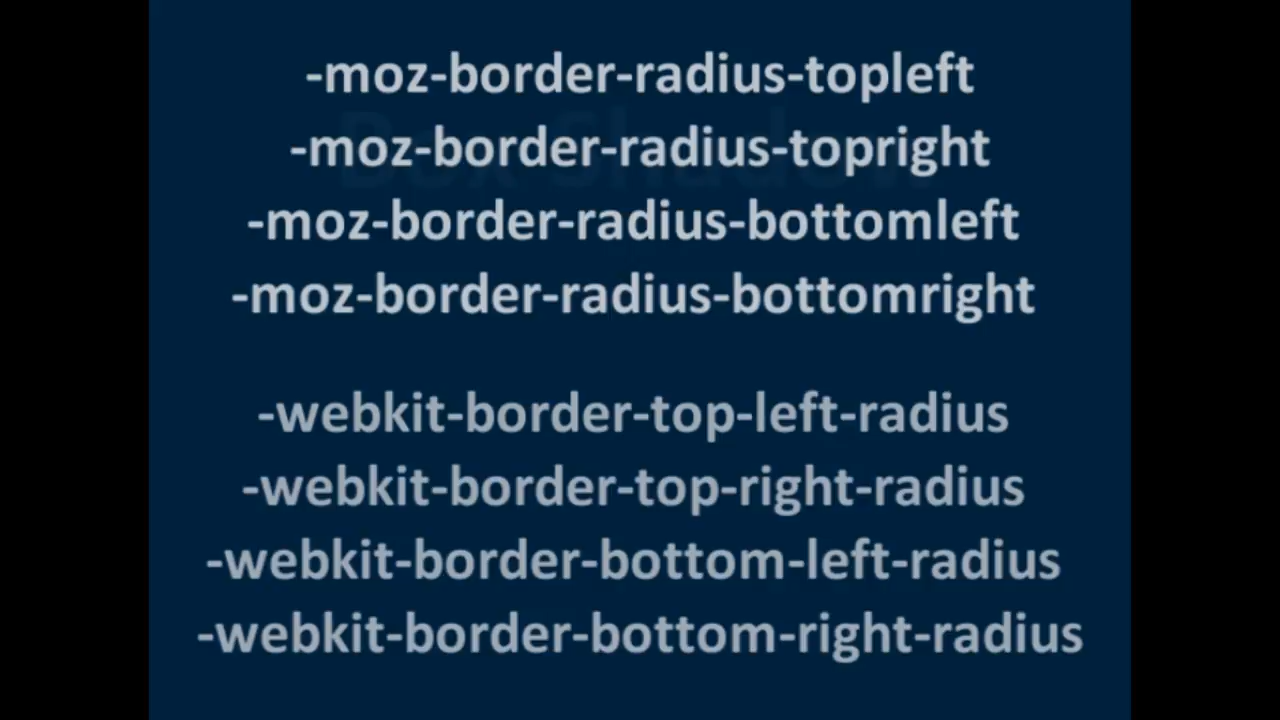 -moz-border-radius-topleft
-moz-border-radius-topright
-moz-border-radius-bottomleft
-moz-border-radius-bottomright
-webkit-border-top-left-radius
-webkit-border-top-right-radius
-webkit-border-bottom-left-radius
-webkit-border-bottom-right-radius